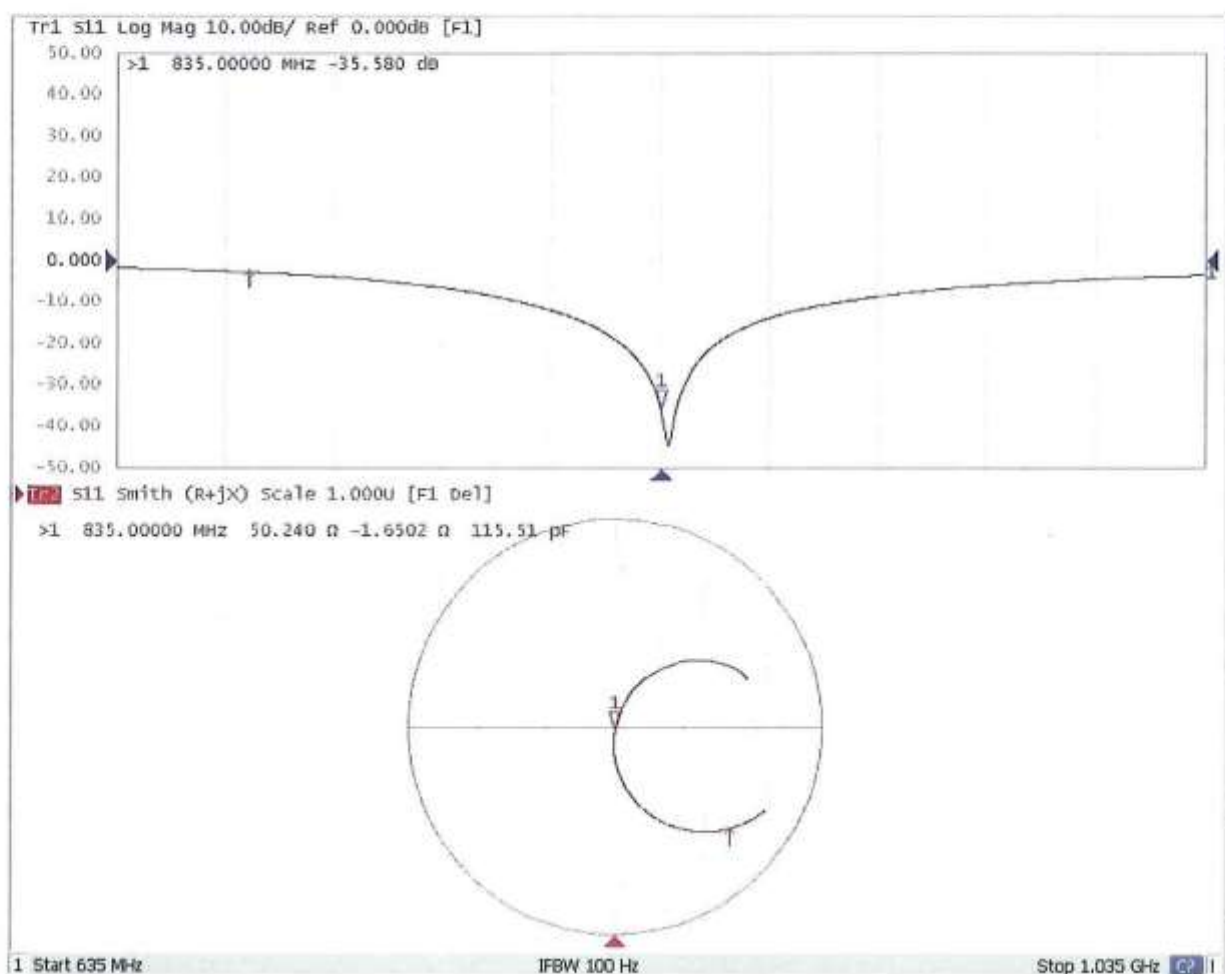 Tr1 S11 Log Mag 10.00dB/ Ref 0.000dB [F1]
50.00
>1 835.00000 MHz -35.580 dB
40.00
30.00
20.00
10.00
0.000
-10.00
-20.00
-30.00
1
-40.00
-50.00
Tr2 S11 Smith (R+jX) Scale 1.000U [F1 Del]
>1 835.00000 MHz 50.240 Ω -1.6502 Ω 115.51 pF
1
1 Start 635 MHz IFBW 100 Hz Stop 1.035 GHz C?